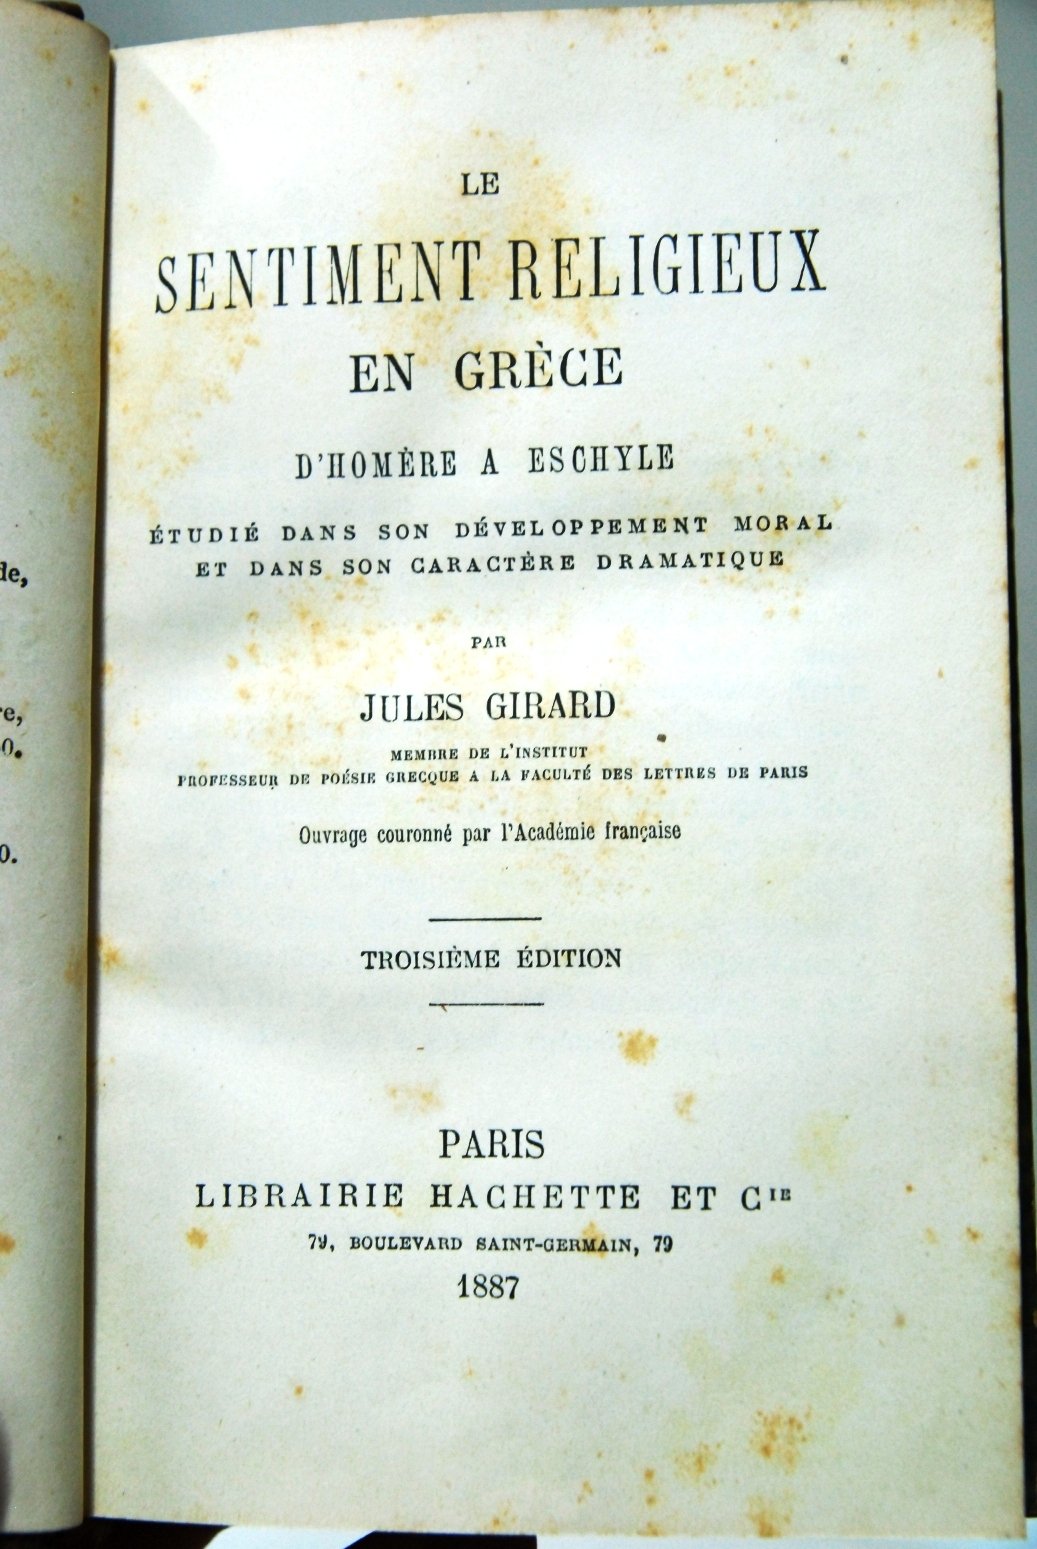 LE
SENTIMENT RELIGIEUX
EN GRÈCE
D'HOMÈRE A ESCHYLE
ÉTUDIÉ DANS SON DÉVELOPPEMENT MORAL
ET DANS SON CARACTÈRE DRAMATIQUE
PAR
JULES GIRARD
MEMBRE DE L'INSTITUT
PROFESSEUR DE POÉSIE GRECQUE A LA FACULTÉ DES LETTRES DE PARIS
Ouvrage couronné par l'Académie française
TROISIÈME ÉDITION
PARIS
LIBRAIRIE HACHETTE ET CIE
79, BOULEVARD SAINT-GERMAIN, 79
1887